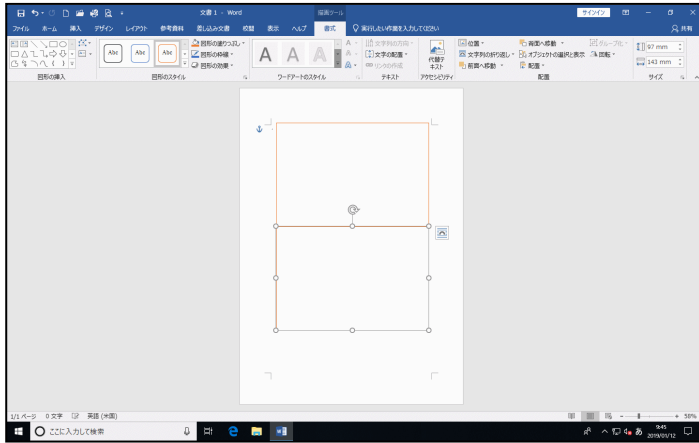 文書 1 - Word
描画ツール
サインイン
ファイル ホーム 挿入 デザイン レイアウト 参考資料 差し込み文書 校閲 表示 ヘルプ 書式 実行したい作業を入力してください 共有
Abc Abc Abc
図形の塗りつぶし
図形の枠線
図形の効果
A A A
A
A
A
文字列の方向
文字の配置
リンクの作成
代替テ
キスト
位置
文字列の折り返し
前面へ移動
背面へ移動
オブジェクトの選択と表示
配置
グループ化
回転
97 mm
143 mm
図形の挿入 図形のスタイル ワードアートのスタイル テキスト アクセシビリティ 配置 サイズ
1/1 ページ 0 文字 英語 (米国) 58%
ここに入力して検索
あ
9:45
2019/01/12